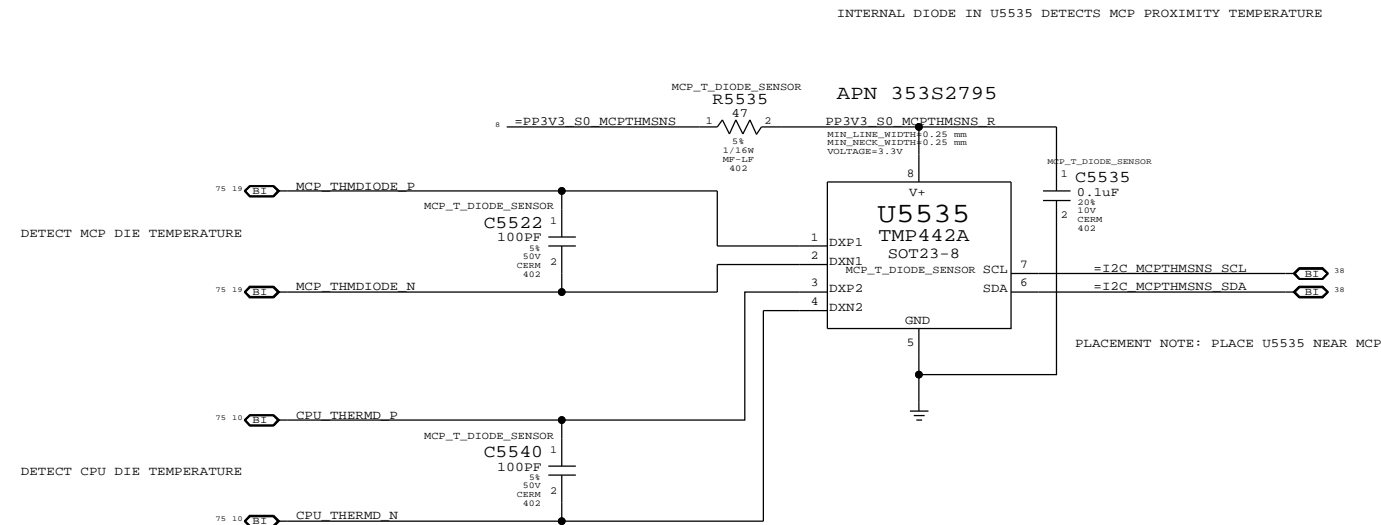 INTERNAL DIODE IN U5535 DETECTS MCP PROXIMITY TEMPERATURE
MCP_T_DIODE_SENSOR
R5535
APN 353S2795
47
8 =PP3V3_S0_MCPTHMSNS 1 2 PP3V3_S0_MCPTHMSNS_R
5%
1/16W
MF-LF
402
MIN_LINE_WIDTH=0.25 mm
MIN_NECK_WIDTH=0.25 mm
VOLTAGE=3.3V
MCP_T_DIODE_SENSOR
1 C5535
0.1uF
20%
10V
CERM
402
2
8
V+
U5535
TMP442A
SOT23-8
MCP_T_DIODE_SENSOR
1 DXP1
2 DXN1
3 DXP2
4 DXN2
SCL 7
SDA 6
GND
5
75 19 BI MCP_THMDIODE_P
MCP_T_DIODE_SENSOR
C5522 1
100PF
5%
50V
CERM
402
2
DETECT MCP DIE TEMPERATURE
75 19 BI MCP_THMDIODE_N
=I2C_MCPTHMSNS_SCL BI 38
=I2C_MCPTHMSNS_SDA BI 38
PLACEMENT NOTE: PLACE U5535 NEAR MCP
75 10 BI CPU_THERMD_P
MCP_T_DIODE_SENSOR
C5540 1
100PF
5%
50V
CERM
402
2
DETECT CPU DIE TEMPERATURE
75 10 BI CPU_THERMD_N